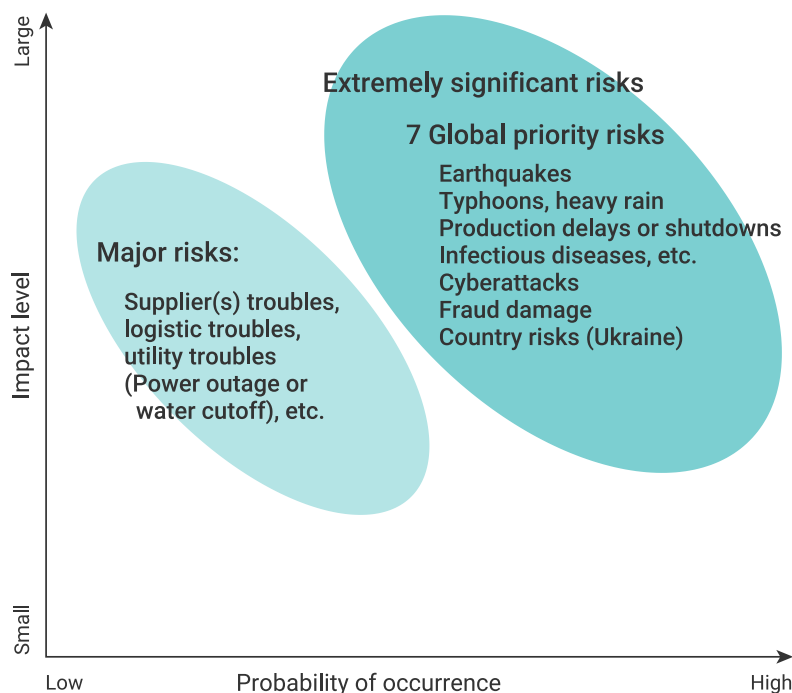 Large
Extremely significant risks
7 Global priority risks
Earthquakes
Typhoons, heavy rain
Production delays or shutdowns
Infectious diseases, etc.
Cyberattacks
Fraud damage
Country risks (Ukraine)
Major risks:
Supplier(s) troubles,
logistic troubles,
utility troubles
(Power outage or
water cutoff), etc.
Impact level
Small
Low
Probability of occurrence
High